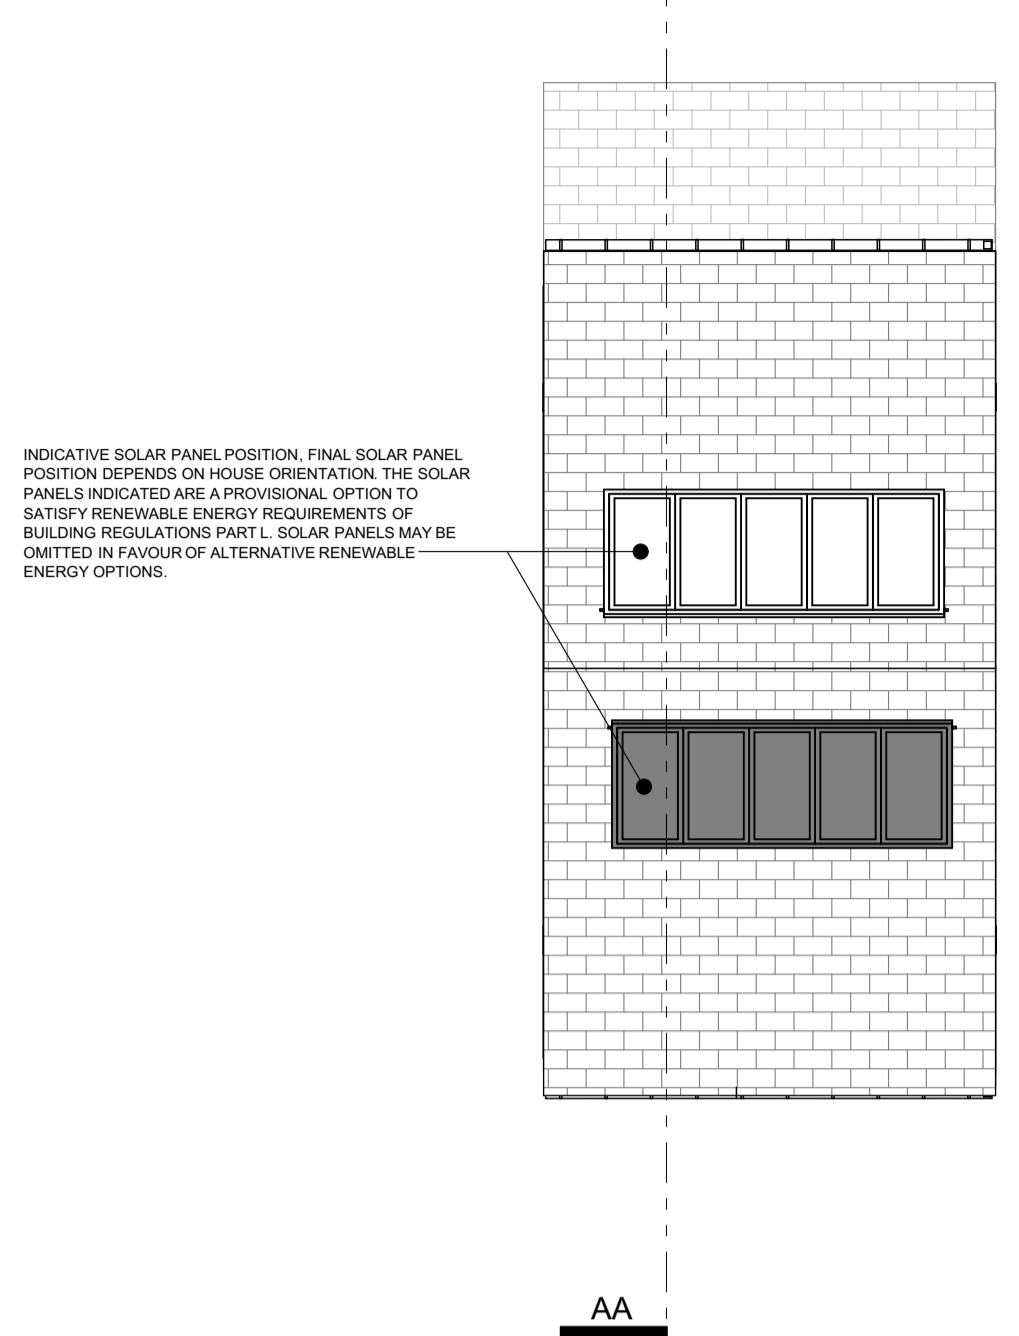 INDICATIVE SOLAR PANEL POSITION, FINAL SOLAR PANEL
POSITION DEPENDS ON HOUSE ORIENTATION. THE SOLAR
PANELS INDICATED ARE A PROVISIONAL OPTION TO
SATISFY RENEWABLE ENERGY REQUIREMENTS OF
BUILDING REGULATIONS PART L. SOLAR PANELS MAY BE
OMITTED IN FAVOUR OF ALTERNATIVE RENEWABLE
ENERGY OPTIONS.
AA